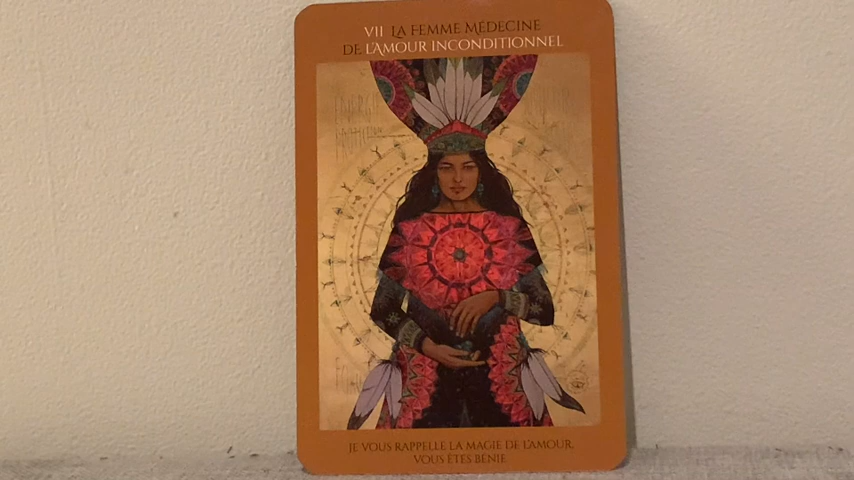 VII LA FEMME MÉDECINE
DE L'AMOUR INCONDITIONNEL
JE VOUS RAPPELLE LA MAGIE DE L'AMOUR.
VOUS ÊTES BÉNIE